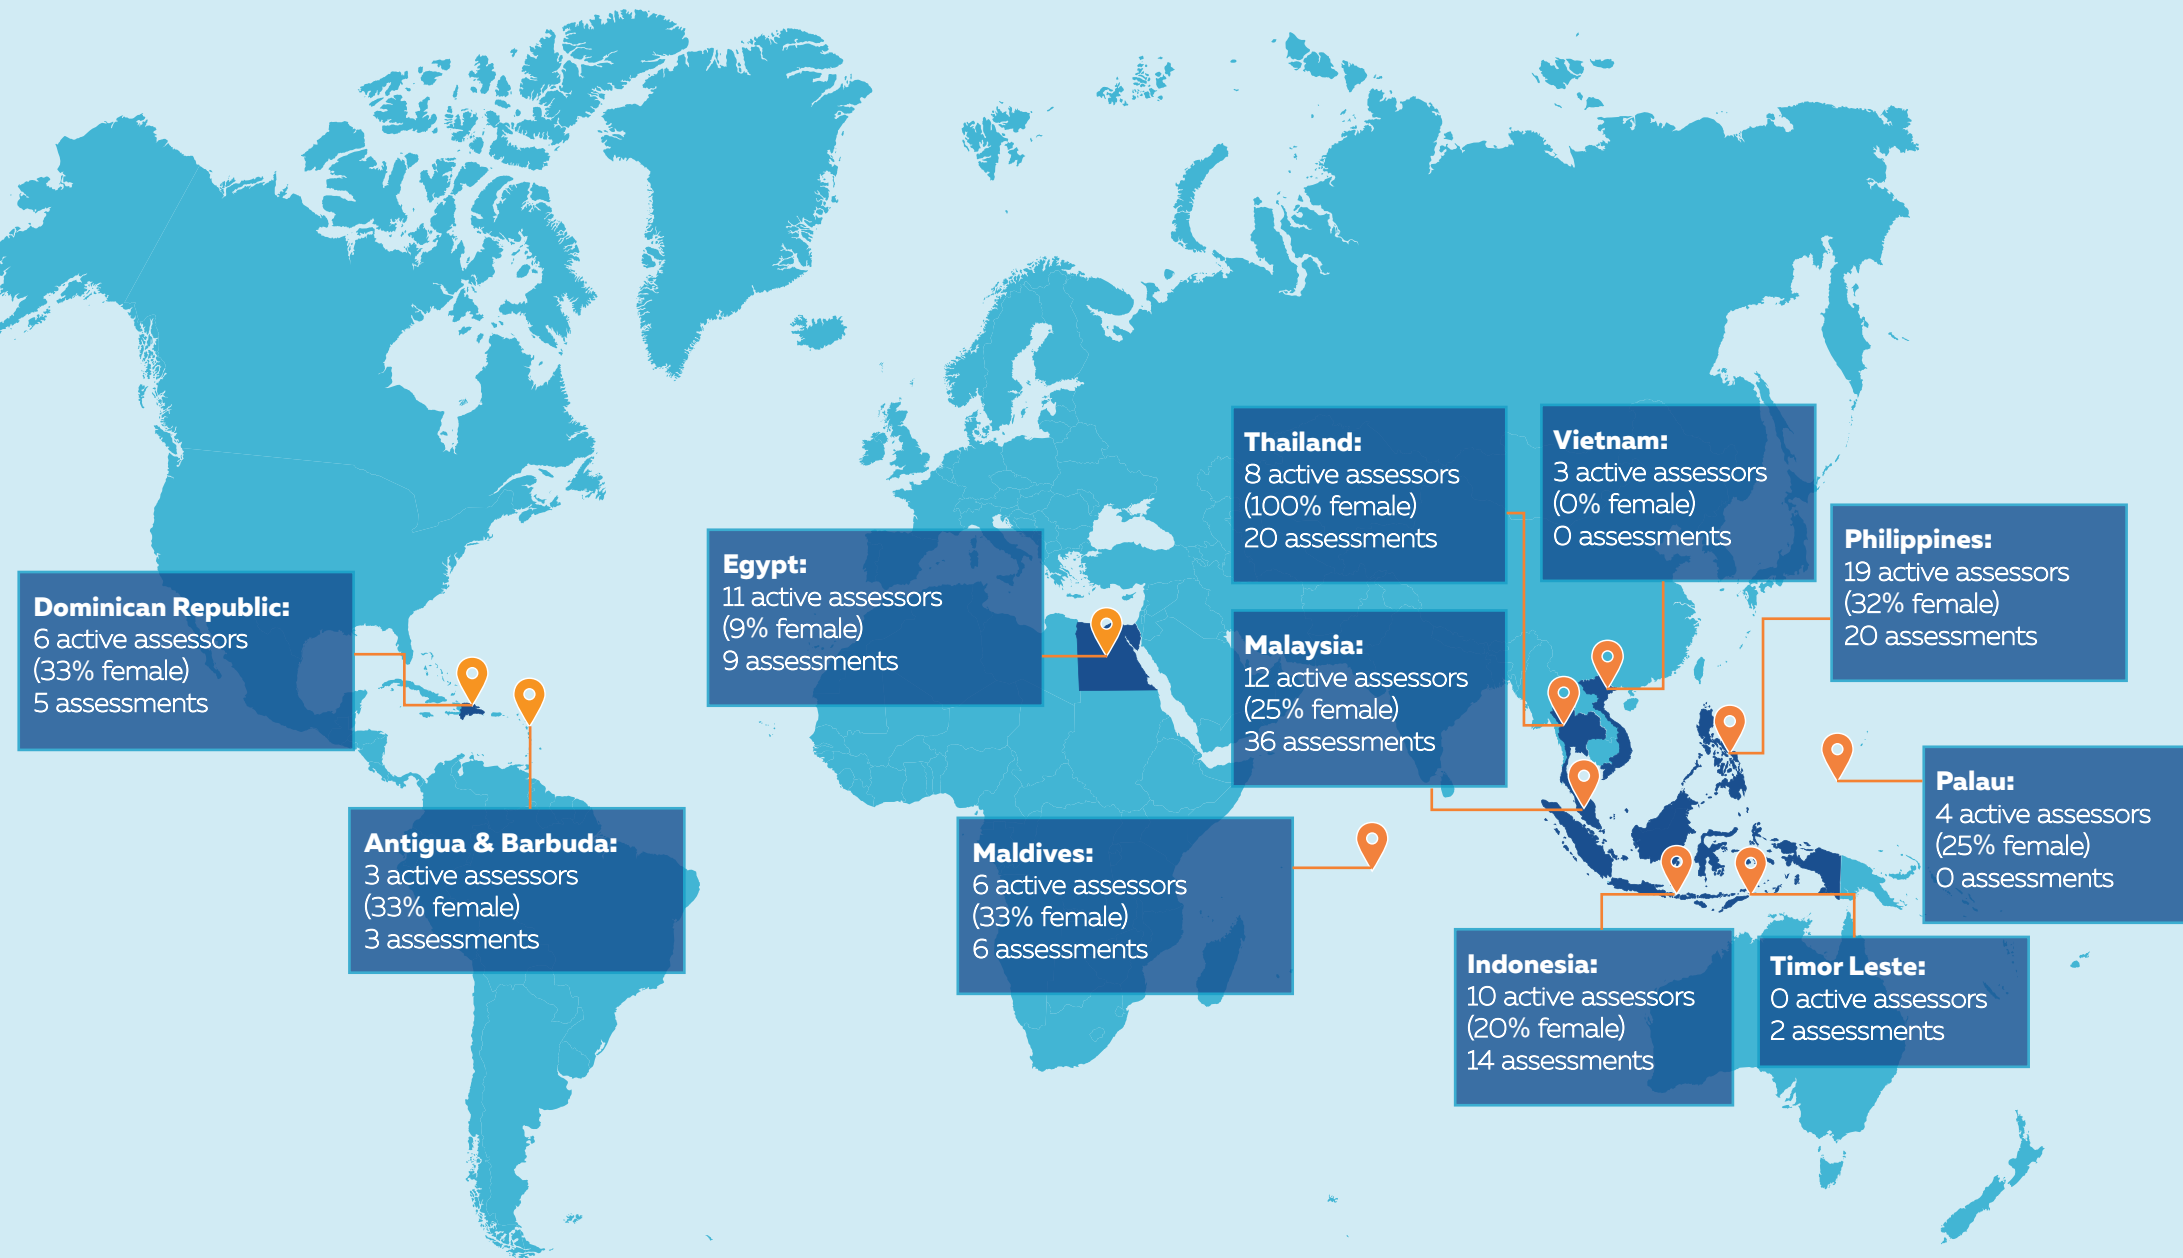 Thailand:
8 active assessors
(100% female)
20 assessments
Vietnam:
3 active assessors
(0% female)
0 assessments
Philippines:
19 active assessors
(32% female)
20 assessments
Egypt:
11 active assessors
(9% female)
9 assessments
Dominican Republic:
6 active assessors
(33% female)
5 assessments
Malaysia:
12 active assessors
(25% female)
36 assessments
Palau:
4 active assessors
(25% female)
0 assessments
Antigua & Barbuda:
3 active assessors
(33% female)
3 assessments
Maldives:
6 active assessors
(33% female)
6 assessments
Indonesia:
10 active assessors
(20% female)
14 assessments
Timor Leste:
0 active assessors
2 assessments